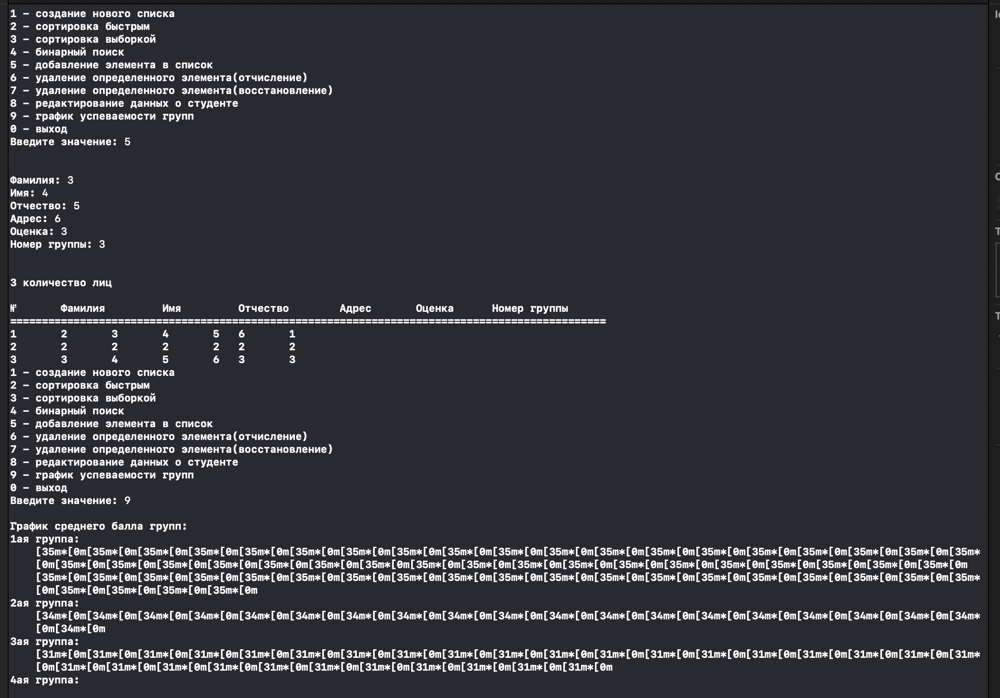 1 – создание нового списка
2 – сортировка быстрым
3 – сортировка выборкой
4 – бинарный поиск
5 – добавление элемента в список
6 – удаление определенного элемента(отчисление)
7 – удаление определенного элемента(восстановление)
8 – редактирование данных о студенте
9 – график успеваемости групп
0 – выход
Введите значение: 5
Фамилия: 3
Имя: 4
Отчество: 5
Адрес: 6
Оценка: 3
Номер группы: 3
3 количество лиц
№ Фамилия Имя Отчество Адрес Оценка Номер группы
==============================================================================================
1 2 3 4 5 6 1
2 2 2 2 2 2 2
3 3 4 5 6 3 3
1 – создание нового списка
2 – сортировка быстрым
3 – сортировка выборкой
4 – бинарный поиск
5 – добавление элемента в список
6 – удаление определенного элемента(отчисление)
7 – удаление определенного элемента(восстановление)
8 – редактирование данных о студенте
9 – график успеваемости групп
0 – выход
Введите значение: 9
График среднего балла групп:
1ая группа:
[35m*[0m[35m*[0m[35m*[0m[35m*[0m[35m*[0m[35m*[0m[35m*[0m[35m*[0m[35m*[0m[35m*[0m[35m*[0m[35m*[0m[35m*[0m[35m*[0m[35m*[0m[35m*[0m[35m*[0m[35m*[0m[35m*
[0m[35m*[0m[35m*[0m[35m*[0m[35m*[0m[35m*[0m[35m*[0m[35m*[0m[35m*[0m[35m*[0m[35m*[0m[35m*[0m[35m*[0m[35m*[0m[35m*[0m[35m*[0m[35m*[0m[35m*[0m[35m*[0m
[35m*[0m[35m*[0m[35m*[0m[35m*[0m[35m*[0m[35m*[0m[35m*[0m[35m*[0m[35m*[0m[35m*[0m[35m*[0m[35m*[0m[35m*[0m[35m*[0m[35m*[0m[35m*[0m[35m*[0m[35m*[0m[35m*
[0m[35m*[0m[35m*[0m[35m*[0m[35m*[0m
2ая группа:
[34m*[0m[34m*[0m[34m*[0m[34m*[0m[34m*[0m[34m*[0m[34m*[0m[34m*[0m[34m*[0m[34m*[0m[34m*[0m[34m*[0m[34m*[0m[34m*[0m[34m*[0m[34m*[0m[34m*[0m[34m*[0m[34m*
[0m[34m*[0m
3ая группа:
[31m*[0m[31m*[0m[31m*[0m[31m*[0m[31m*[0m[31m*[0m[31m*[0m[31m*[0m[31m*[0m[31m*[0m[31m*[0m[31m*[0m[31m*[0m[31m*[0m[31m*[0m[31m*[0m[31m*[0m[31m*[0m[31m*
[0m[31m*[0m[31m*[0m[31m*[0m[31m*[0m[31m*[0m[31m*[0m[31m*[0m[31m*[0m[31m*[0m[31m*[0m[31m*[0m
4ая группа: